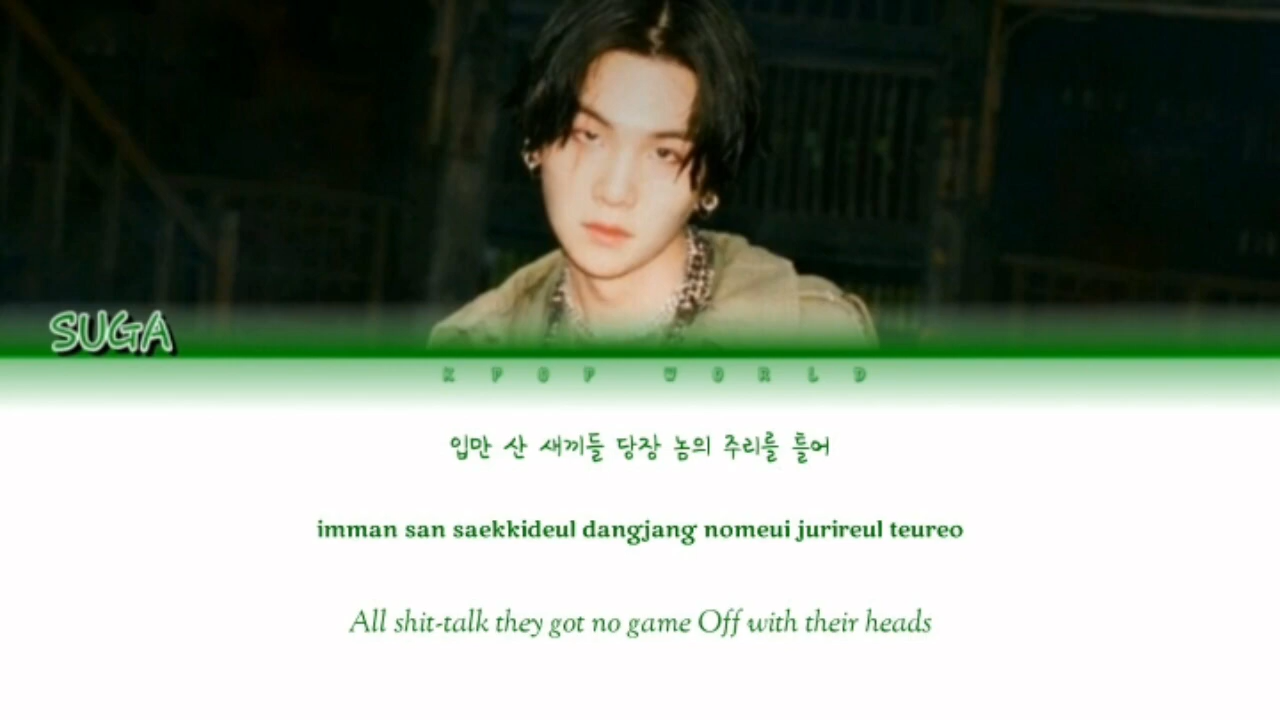 SUGA
KPOP WORLD
입만 산 새끼들 당장 놈의 주리를 틀어
imman san saekkideul dangjang nomeui jurireul teureo
All shit-talk they got no game Off with their heads